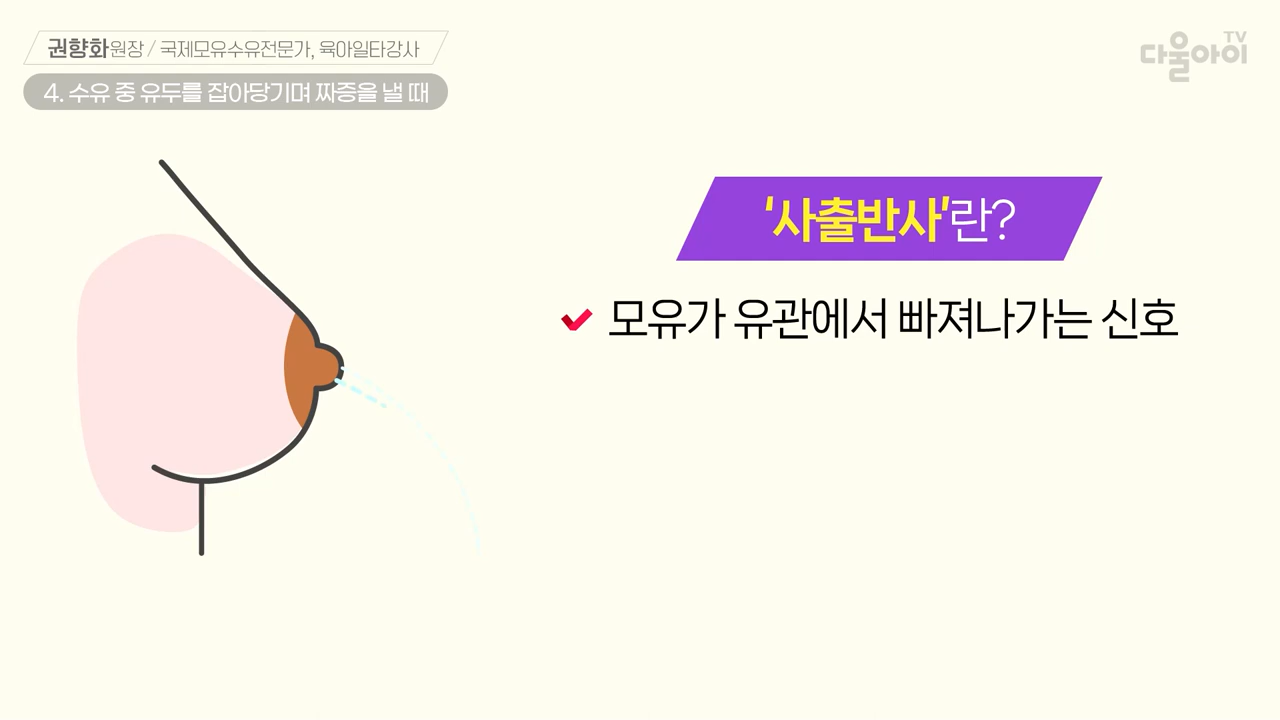 권향화원장 / 국제모유수유전문가, 육아일타강사
4. 수유 중 유두를 잡아당기며 짜증을 낼 때
다울아이 TV
'사출반사'란?
모유가 유관에서 빠져나가는 신호